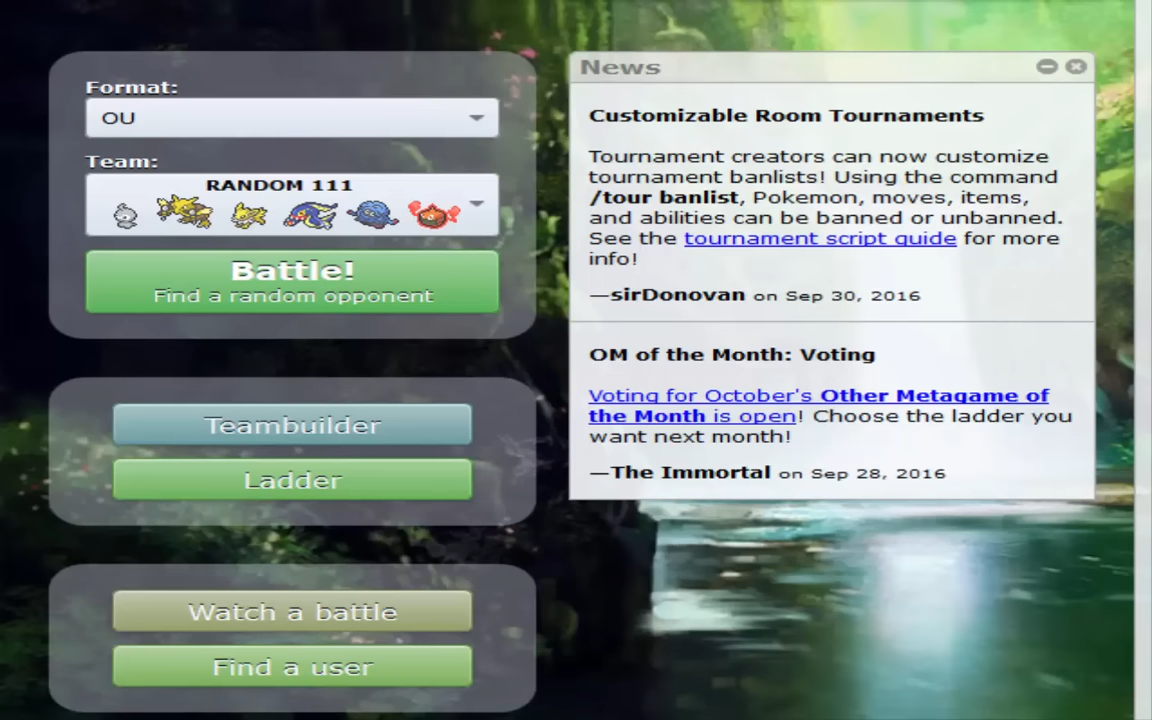 Format:
OU
Team:
RANDOM 111
Battle!
Find a random opponent
Teambuilder
Ladder
Watch a battle
Find a user
News
Customizable Room Tournaments
Tournament creators can now customize
tournament banlists! Using the command
/tour banlist, Pokemon, moves, items,
and abilities can be banned or unbanned.
See the tournament script guide for more
info!
—sirDonovan on Sep 30, 2016
OM of the Month: Voting
Voting for October's Other Metagame of
the Month is open! Choose the ladder you
want next month!
—The Immortal on Sep 28, 2016